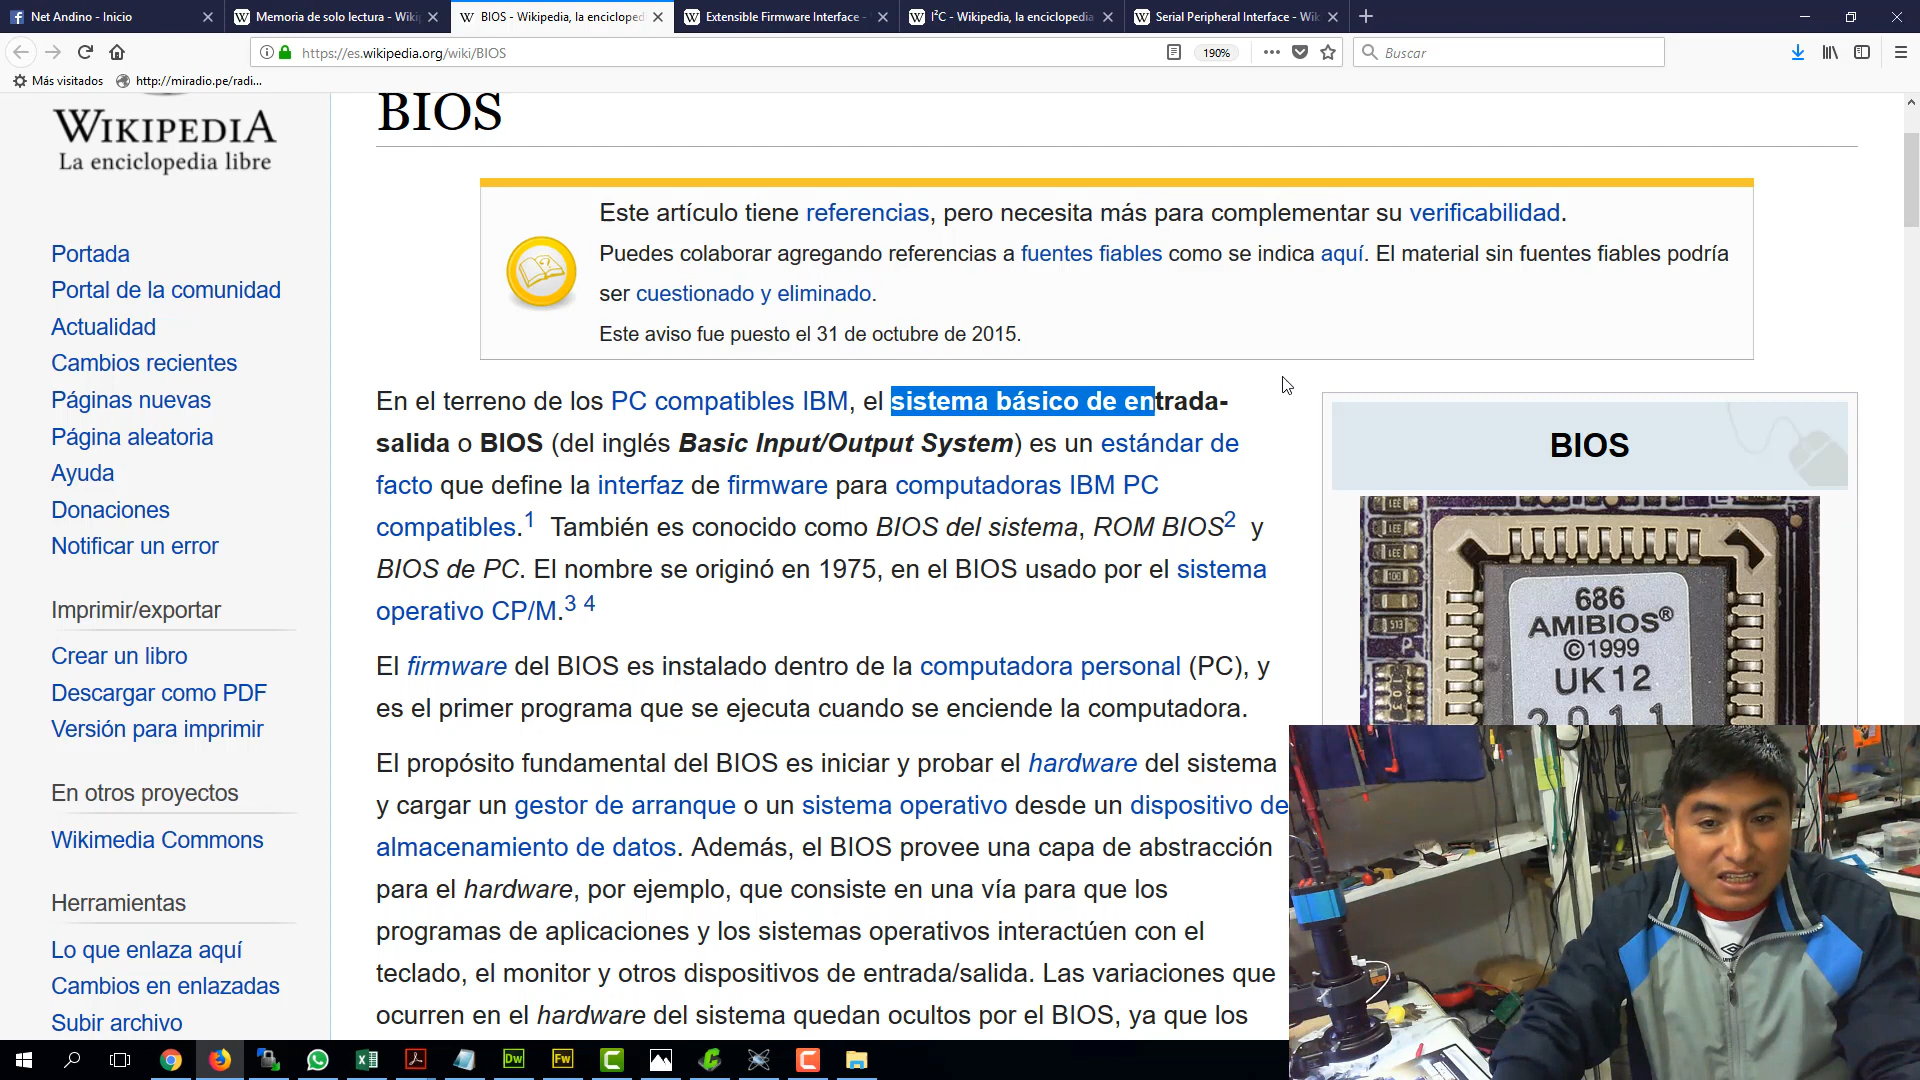 Net Andino - Inicio
Memoria de solo lectura - Wiki
BIOS - Wikipedia, la encicloped
Extensible Firmware Interface -
I²C - Wikipedia, la enciclopedia
Serial Peripheral Interface - Wik
https://es.wikipedia.org/wiki/BIOS
190%
Buscar
Más visitados
http://miradio.pe/radi...
WIKIPEDIA
La enciclopedia libre
Portada
Portal de la comunidad
Actualidad
Cambios recientes
Páginas nuevas
Página aleatoria
Ayuda
Donaciones
Notificar un error
Imprimir/exportar
Crear un libro
Descargar como PDF
Versión para imprimir
En otros proyectos
Wikimedia Commons
Herramientas
Lo que enlaza aquí
Cambios en enlazadas
Subir archivo
BIOS
Este artículo tiene referencias, pero necesita más para complementar su verificabilidad.
Puedes colaborar agregando referencias a fuentes fiables como se indica aquí. El material sin fuentes fiables podría
ser cuestionado y eliminado.
Este aviso fue puesto el 31 de octubre de 2015.
En el terreno de los PC compatibles IBM, el sistema básico de entrada-
salida o BIOS (del inglés Basic Input/Output System) es un estándar de
facto que define la interfaz de firmware para computadoras IBM PC
compatibles.1 También es conocido como BIOS del sistema, ROM BIOS2 y
BIOS de PC. El nombre se originó en 1975, en el BIOS usado por el sistema
operativo CP/M.3 4
El firmware del BIOS es instalado dentro de la computadora personal (PC), y
es el primer programa que se ejecuta cuando se enciende la computadora.
El propósito fundamental del BIOS es iniciar y probar el hardware del sistema
y cargar un gestor de arranque o un sistema operativo desde un dispositivo de
almacenamiento de datos. Además, el BIOS provee una capa de abstracción
para el hardware, por ejemplo, que consiste en una vía para que los
programas de aplicaciones y los sistemas operativos interactúen con el
teclado, el monitor y otros dispositivos de entrada/salida. Las variaciones que
ocurren en el hardware del sistema quedan ocultos por el BIOS, ya que los
BIOS
686
AMIBIOS®
©1999
UK12
2011
LEE
LEE
100
513
Dw
Fw